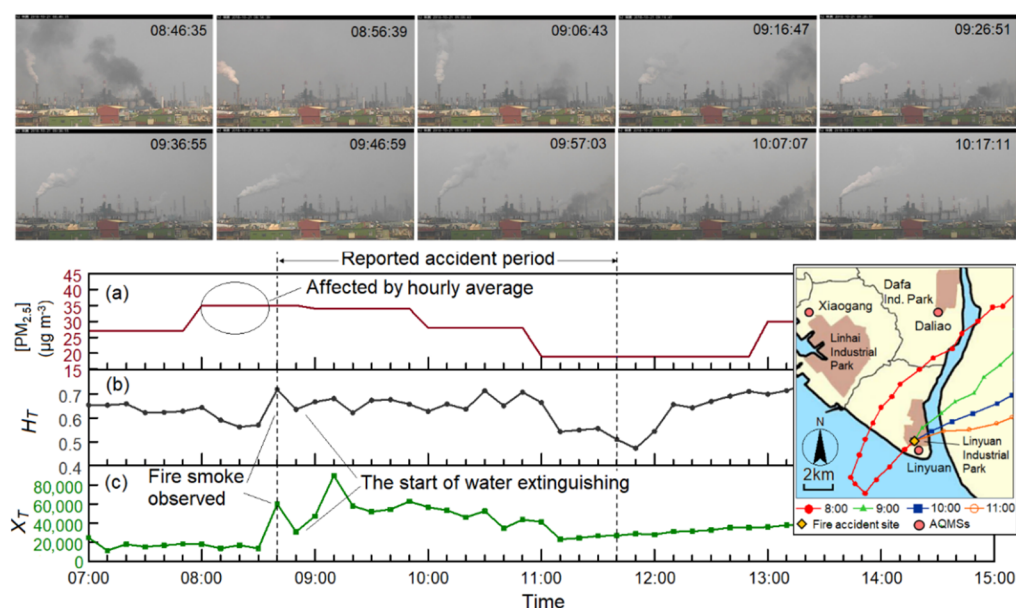 08:46:35
08:56:39
09:06:43
09:16:47
09:26:51
09:36:55
09:46:59
09:57:03
10:07:07
10:17:11
Reported accident period
(a)
Affected by hourly average
[PM2.5]
(μg m-3)
45
40
35
30
25
20
15
(b)
HT
0.7
0.6
0.5
0.4
Fire smoke
observed
The start of water extinguishing
(c)
XT
80,000
60,000
40,000
20,000
0
07:00
08:00
09:00
10:00
11:00
12:00
13:00
14:00
15:00
Time
Xiaogang
Dafa
Ind. Park
Daliao
Linhai
Industrial
Park
N
2km
Linyuan
Linyuan
Industrial
Park
8:00
9:00
10:00
11:00
Fire accident site
AQMSs